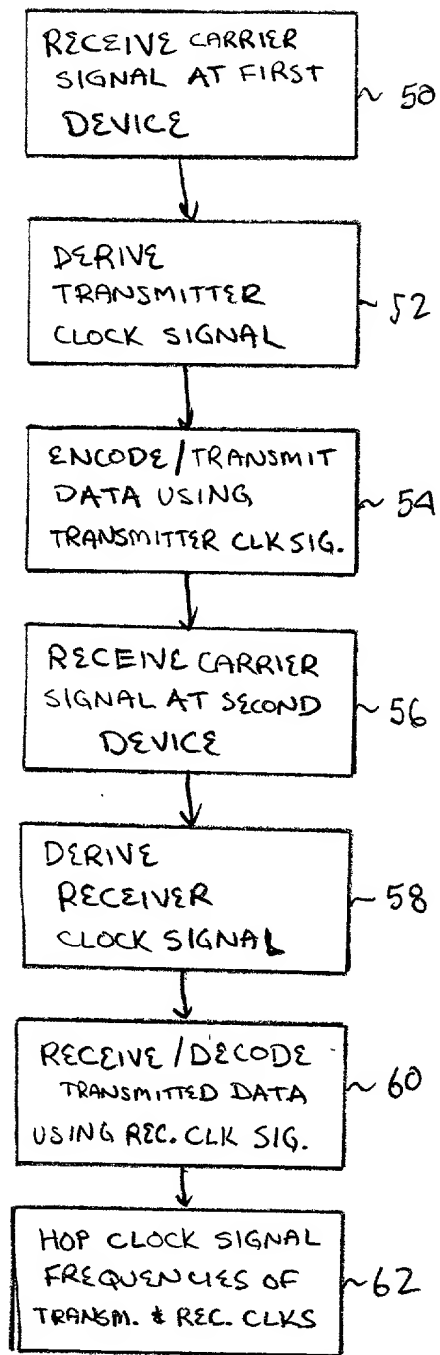 RECEIVE CARRIER
SIGNAL AT FIRST
DEVICE
~ 50
DERIVE
TRANSMITTER
CLOCK SIGNAL
~ 52
ENCODE/TRANSMIT
DATA USING
TRANSMITTER CLK SIG.
~ 54
RECEIVE CARRIER
SIGNAL AT SECOND
DEVICE
~ 56
DERIVE
RECEIVER
CLOCK SIGNAL
~ 58
RECEIVE/DECODE
TRANSMITTED DATA
USING REC. CLK SIG.
~ 60
HOP CLOCK SIGNAL
FREQUENCIES OF
TRANSM. & REC. CLKS
~ 62